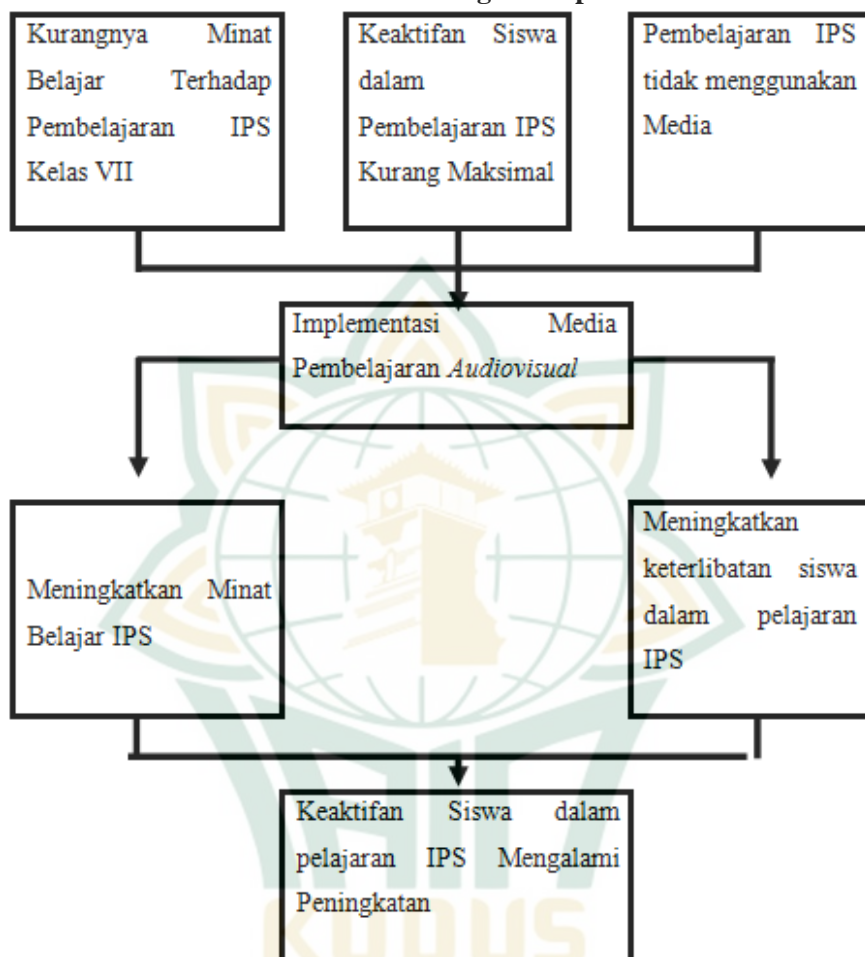 Kurangnya Minat
Belajar Terhadap
Pembelajaran IPS
Kelas VII
Keaktifan Siswa
dalam
Pembelajaran IPS
Kurang Maksimal
Pembelajaran IPS
tidak menggunakan
Media
Implementasi Media
Pembelajaran Audiovisual
Meningkatkan Minat
Belajar IPS
Meningkatkan
keterlibatan siswa
dalam pelajaran
IPS
Keaktifan Siswa dalam
pelajaran IPS Mengalami
Peningkatan
KUDUS